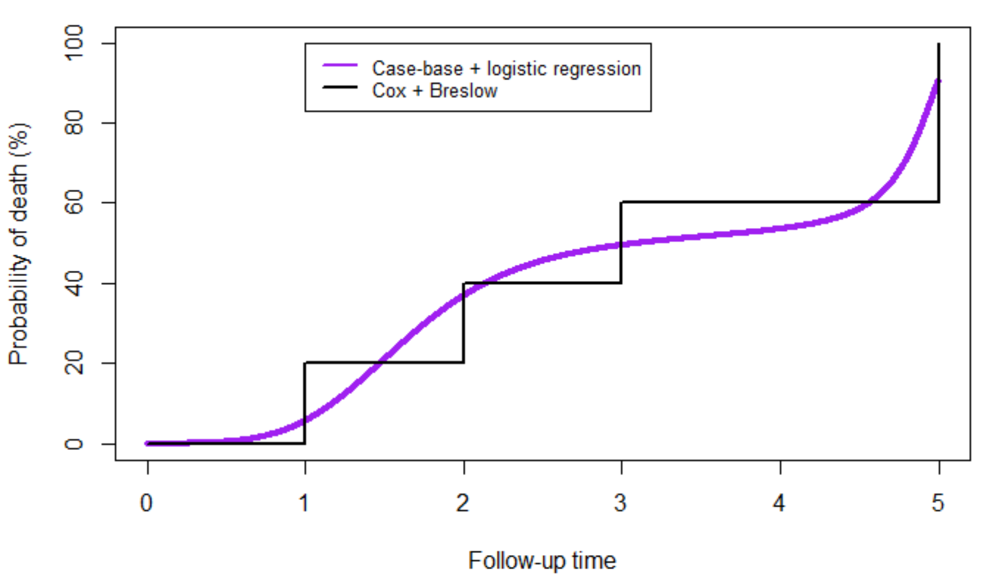 Probability of death (%)
100
80
60
40
20
0
Case-base + logistic regression
Cox + Breslow
0 1 2 3 4 5
Follow-up time